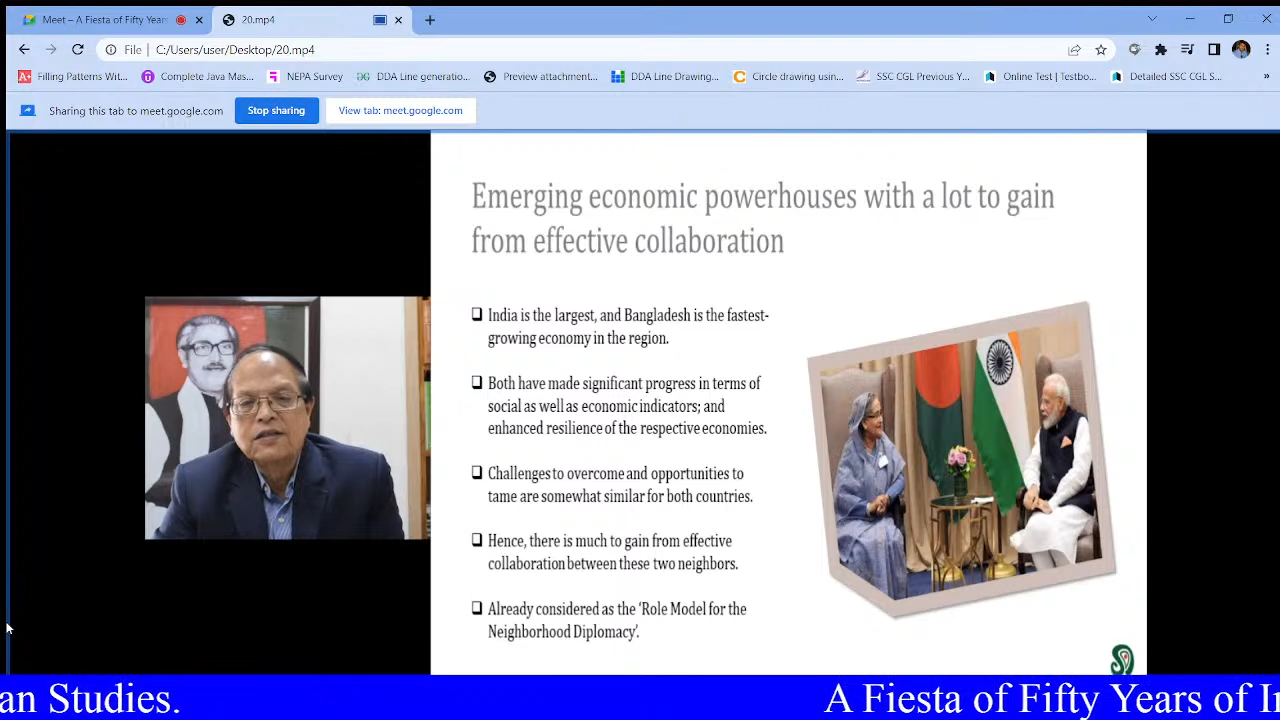 Meet – A Fiesta of Fifty Years
20.mp4
File | C:/Users/user/Desktop/20.mp4
A+ Filling Patterns Wit...
Complete Java Mas...
NEPA Survey
DDA Line generatio...
Preview attachment...
DDA Line Drawing...
Circle drawing usin...
SSC CGL Previous Y...
Online Test | Testbo...
Detailed SSC CGL S...
»
Sharing this tab to meet.google.com
Stop sharing
View tab: meet.google.com
Emerging economic powerhouses with a lot to gain
from effective collaboration
❑ India is the largest, and Bangladesh is the fastest-
growing economy in the region.
❑ Both have made significant progress in terms of
social as well as economic indicators; and
enhanced resilience of the respective economies.
❑ Challenges to overcome and opportunities to
tame are somewhat similar for both countries.
❑ Hence, there is much to gain from effective
collaboration between these two neighbors.
❑ Already considered as the ‘Role Model for the
Neighborhood Diplomacy’.
an Studies.
A Fiesta of Fifty Years of In